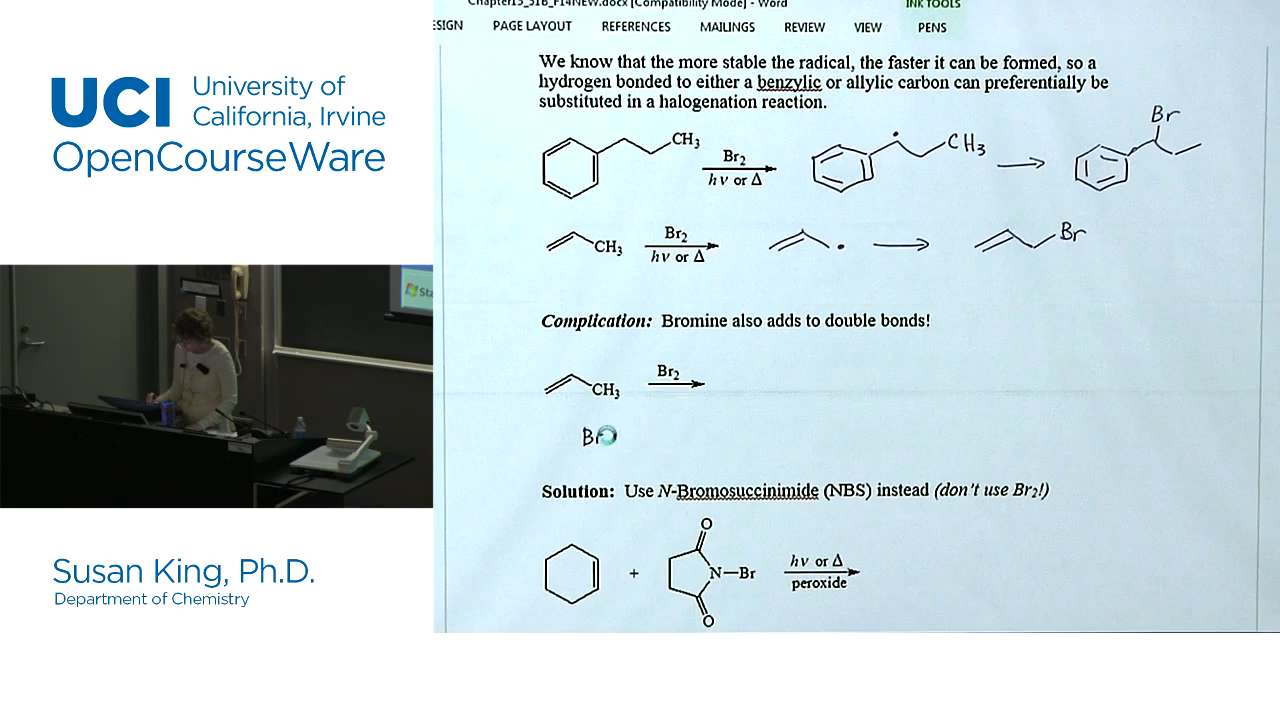 Chapter15_51B_F14NEW.docx [Compatibility Mode] - Word
INK TOOLS
ESIGN PAGE LAYOUT REFERENCES MAILINGS REVIEW VIEW PENS
UCI University of
California, Irvine
OpenCourseWare
We know that the more stable the radical, the faster it can be formed, so a
hydrogen bonded to either a benzylic or allylic carbon can preferentially be
substituted in a halogenation reaction.
CH3 Br2 hν or Δ CH3 Br
CH3 Br2 hν or Δ Br
Complication: Bromine also adds to double bonds!
CH3 Br2
Br
Sta
Solution: Use N-Bromosuccinimide (NBS) instead (don't use Br2!)
O
+ N—Br hν or Δ
peroxide
O
Susan King, Ph.D.
Department of Chemistry